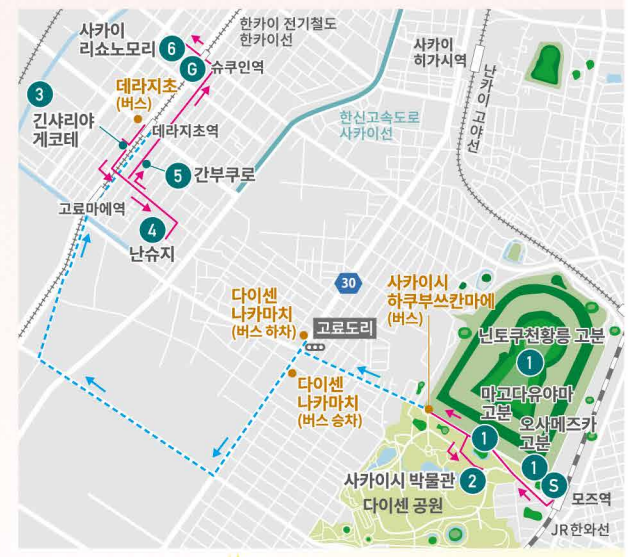 한카이 전기철도
한카이선
사카이
리쇼노모리
6
G
슈쿠인역
사카이
히가시역
난카이 고야선
3
긴샤리야
게코테
데라지초
(버스)
데라지초역
한신고속도로
사카이선
5
간부쿠로
고료마에역
4
난슈지
30
다이센
나카마치
(버스 하차)
고료도리
사카이시
하쿠부쓰칸마에
(버스)
다이센
나카마치
(버스 승차)
닌토쿠천황릉 고분
1
마고다유야마
고분
1
오사메즈카
고분
1
S
사카이시 박물관
2
다이센 공원
모즈역
JR한와선